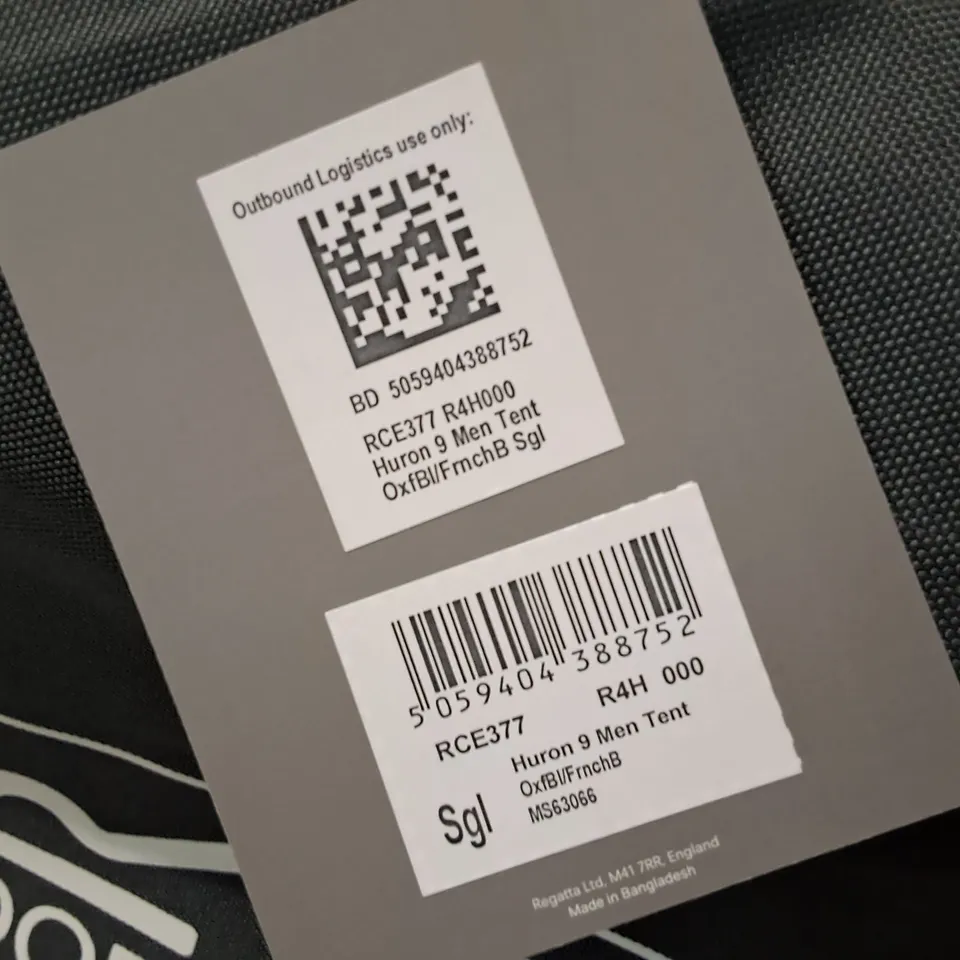 Outbound Logistics use only:
BD 5059404388752
RCE377 R4H000
Huron 9 Men Tent
OxfBl/FrnchB Sgl
5 059404 388752
RCE377 R4H 000
Huron 9 Men Tent
OxfBl/FrnchB
Sgl
MS63066
Regatta Ltd, M41 7RR, England
Made in Bangladesh